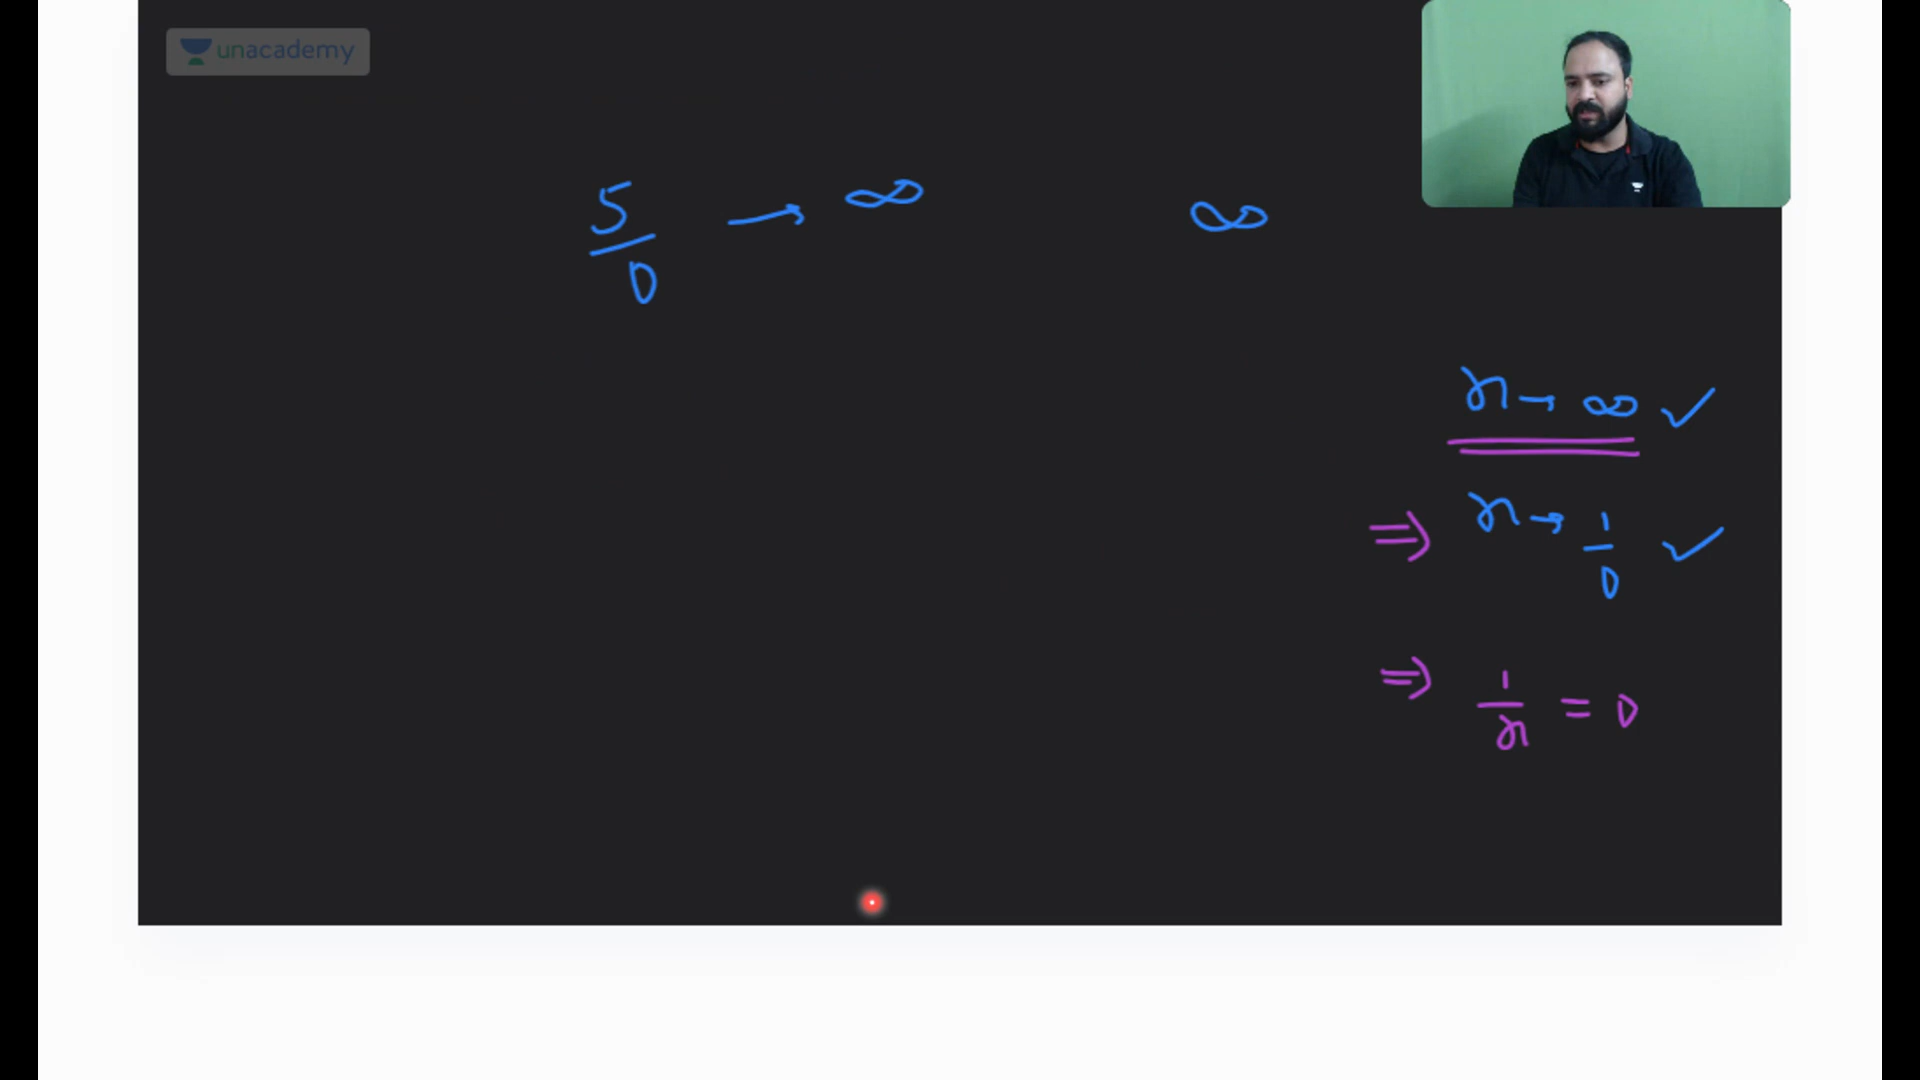 unacademy
5/0 → ∞ ∞
n → ∞ ✓
⇒ n → 1/0 ✓
⇒ 1/n = 0